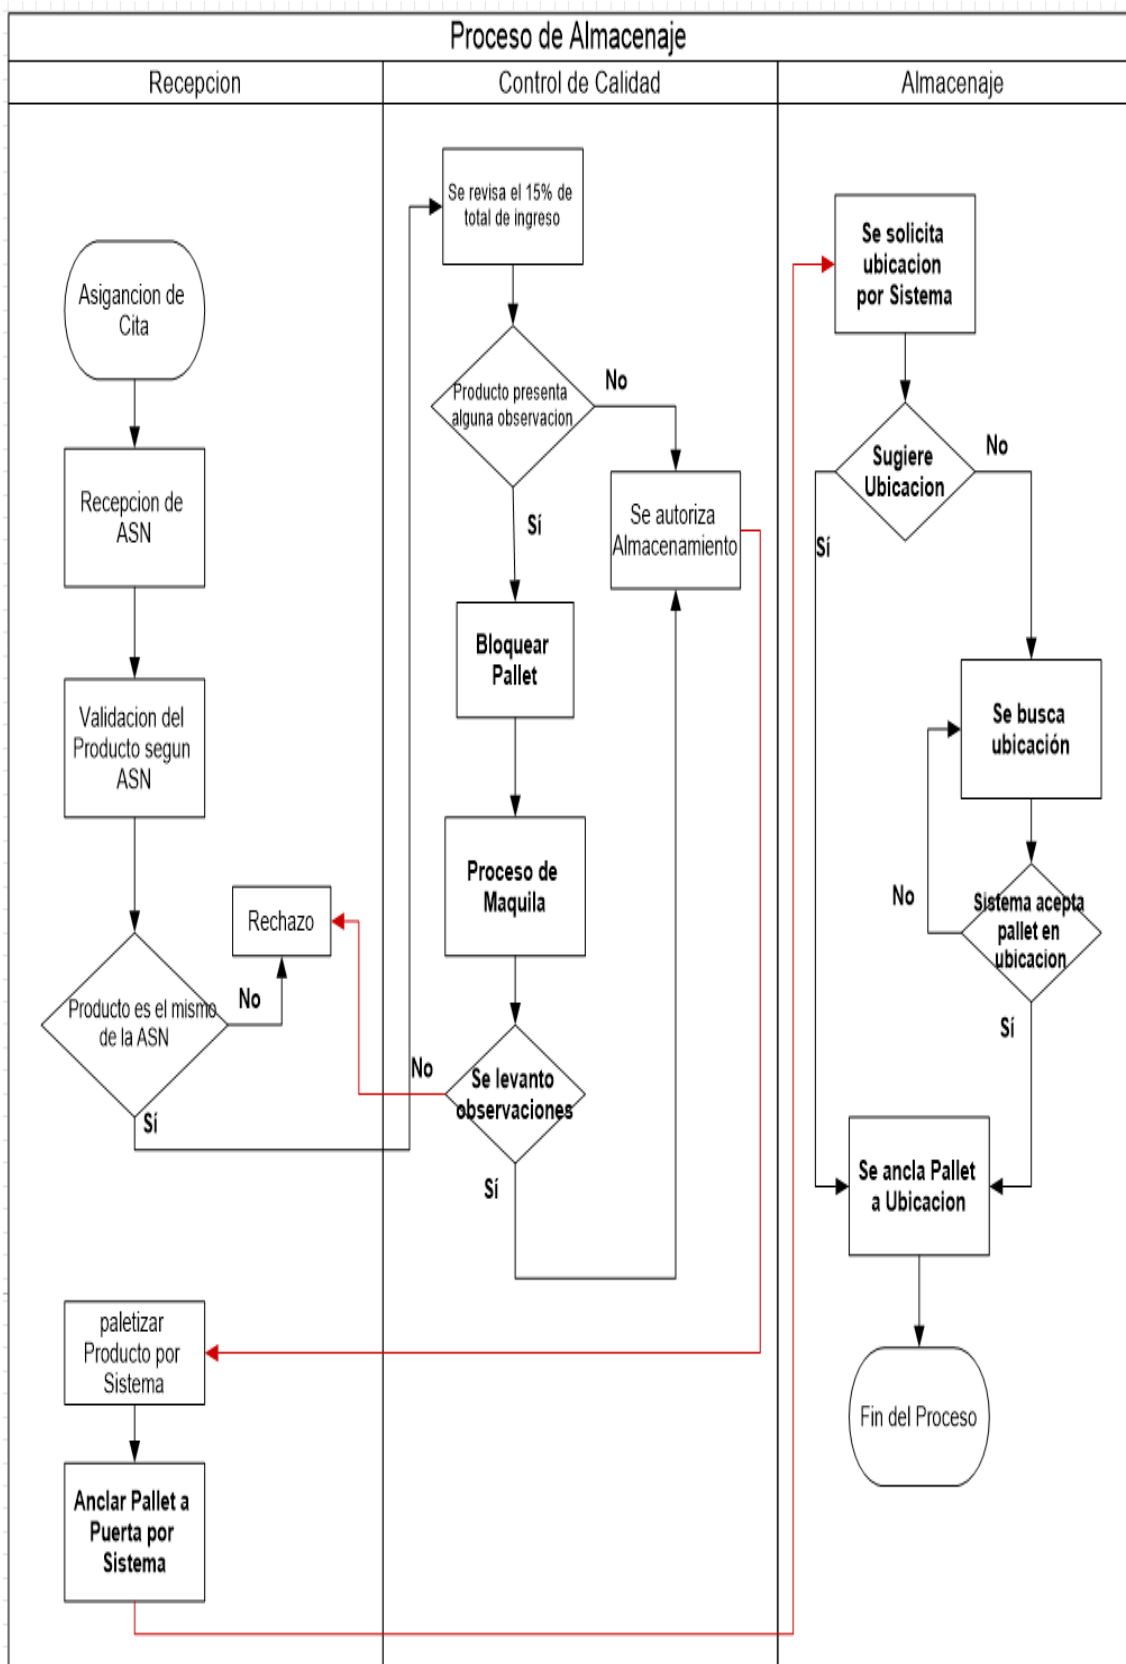 Proceso de Almacenaje
Recepcion
Control de Calidad
Almacenaje
Asigancion de
Cita
Recepcion de
ASN
Validacion del
Producto segun
ASN
Rechazo
No
Producto es el mismo
de la ASN
Sí
paletizar
Producto por
Sistema
Anclar Pallet a
Puerta por
Sistema
Se revisa el 15% de
total de ingreso
Producto presenta
alguna observacion
No
Se autoriza
Almacenamiento
Sí
Bloquear
Pallet
Proceso de
Maquila
No
Se levanto
observaciones
Sí
Se solicita
ubicacion
por Sistema
Sugiere
Ubicacion
No
Sí
Se busca
ubicación
No
Sistema acepta
pallet en
ubicacion
Sí
Se ancla Pallet
a Ubicacion
Fin del Proceso